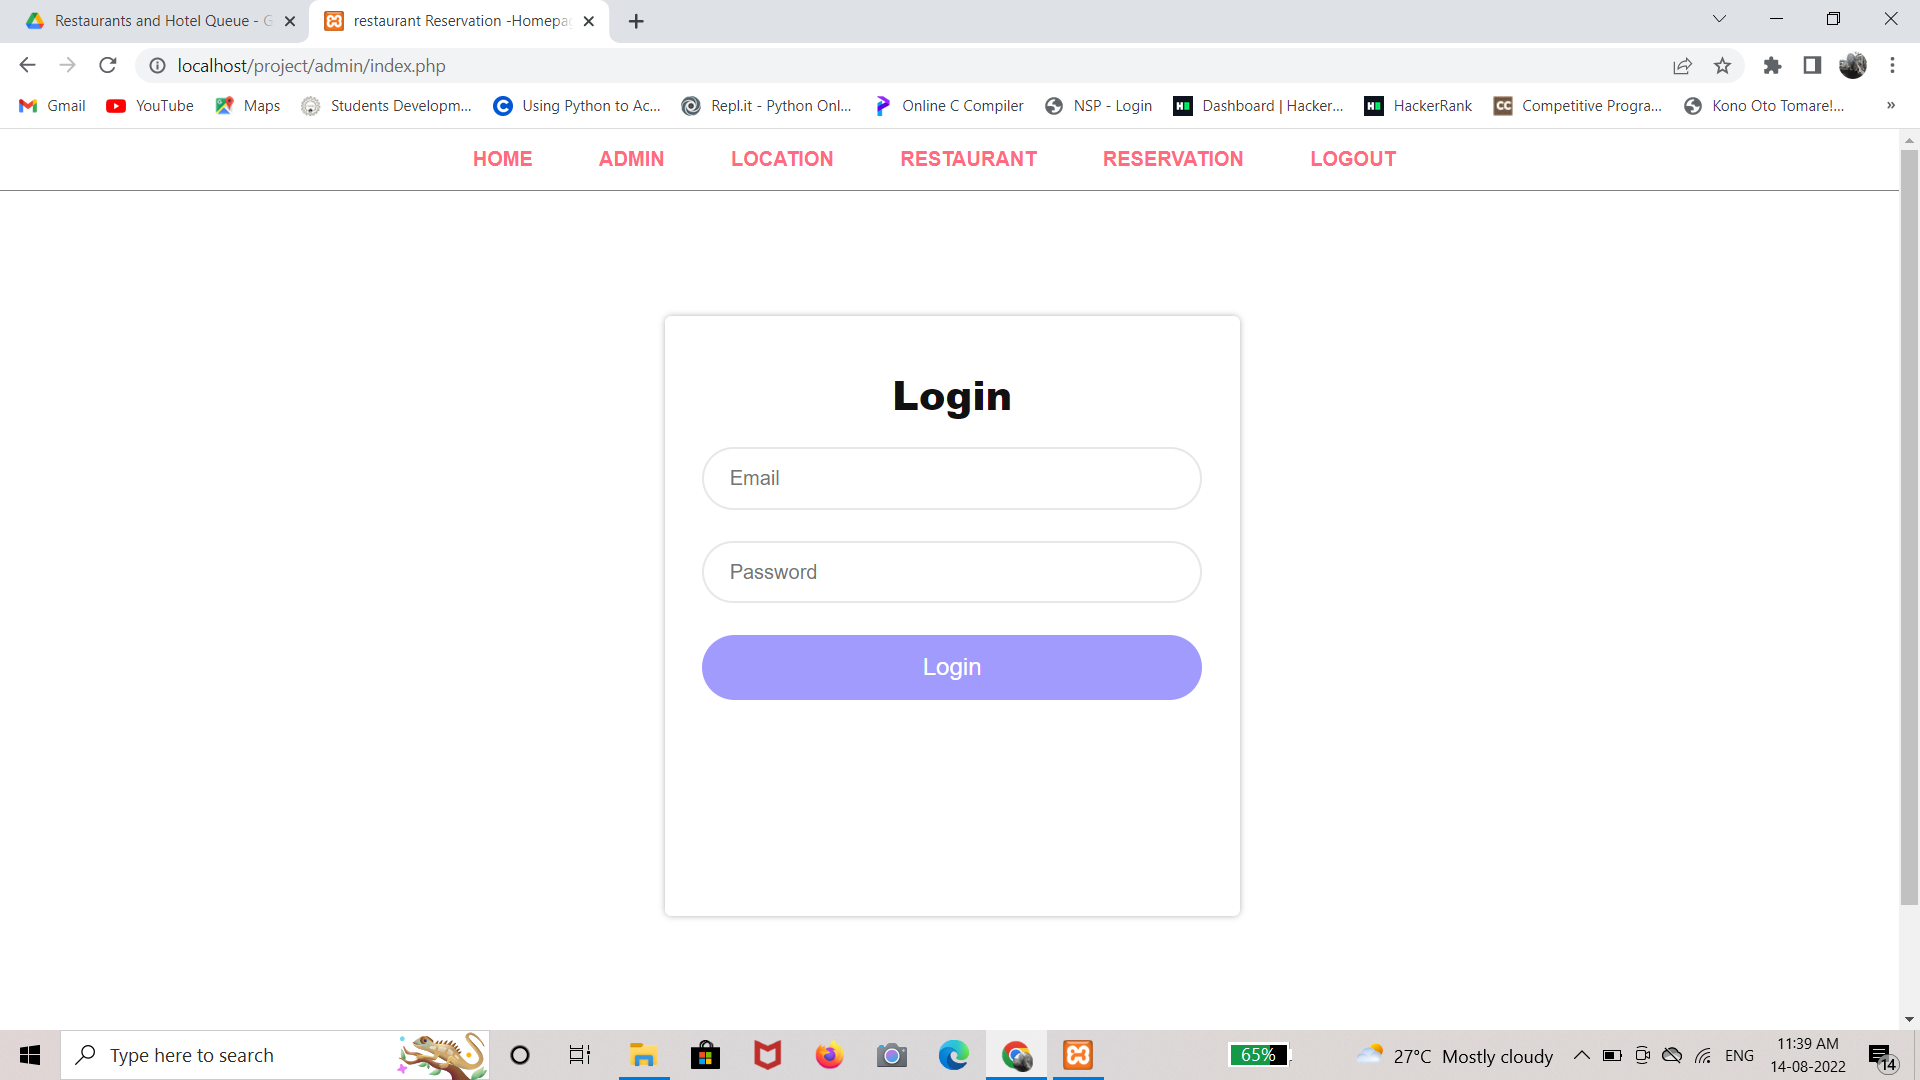 Restaurants and Hotel Queue - G
restaurant Reservation -Homepa
localhost/project/admin/index.php
Gmail YouTube Maps Students Developm... Using Python to Ac... Repl.it - Python Onl... Online C Compiler NSP - Login Dashboard | Hacker... HackerRank Competitive Progra... Kono Oto Tomare!... »
HOME ADMIN LOCATION RESTAURANT RESERVATION LOGOUT
Login
Email
Password
Login
Type here to search
65%
27°C Mostly cloudy
ENG
11:39 AM
14-08-2022
14